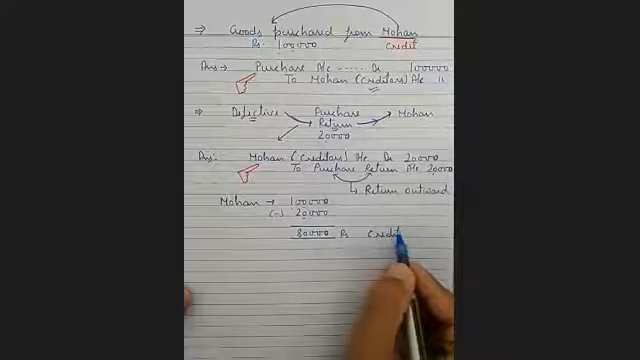 ⇒ Goods purchased from Mohan
Rs. 100000 credit
Ans → Purchase A/c ..... Dr 100000
To Mohan (creditors) A/c 11
⇒ Defective Purchase Return → Mohan
20000
Ans: Mohan (creditors) A/c Dr 20000
To Purchase Return A/c 20000
↳ Return outward
Mohan → 100000
(-) 20000
80000 Rs Credit